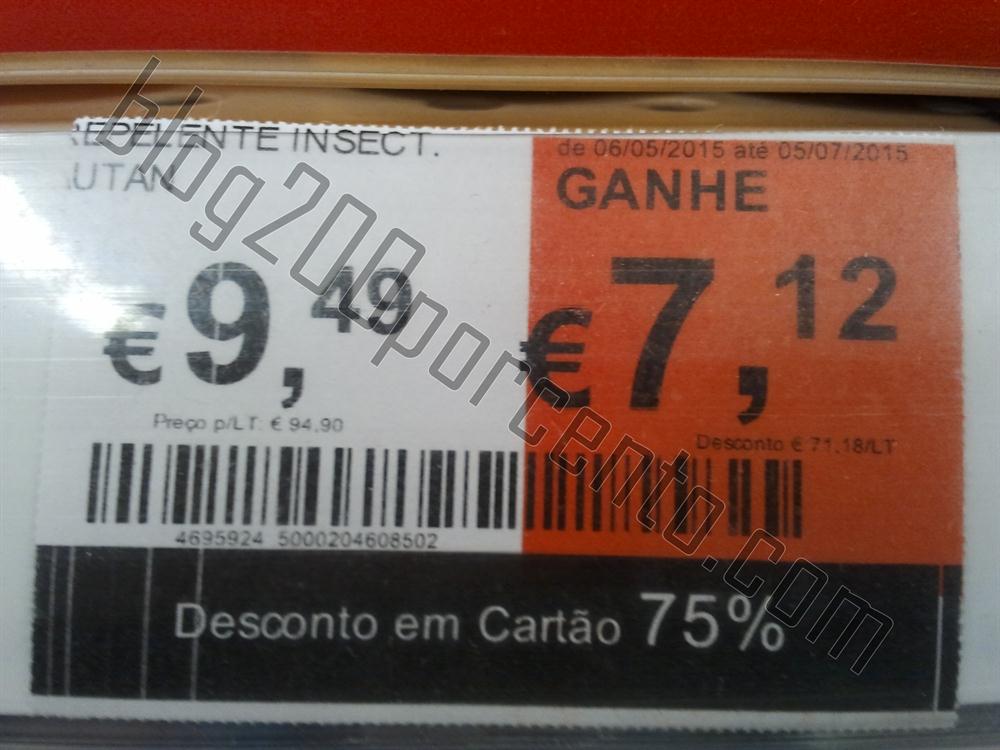 REPELENTE INSECT.
AUTAN
€9,49
Preço p/LT: € 94,90
4695924 5000204608502
de 06/05/2015 até 05/07/2015
GANHE
€7,12
Desconto € 71,18/LT
Desconto em Cartão 75%
blog200porcento.com